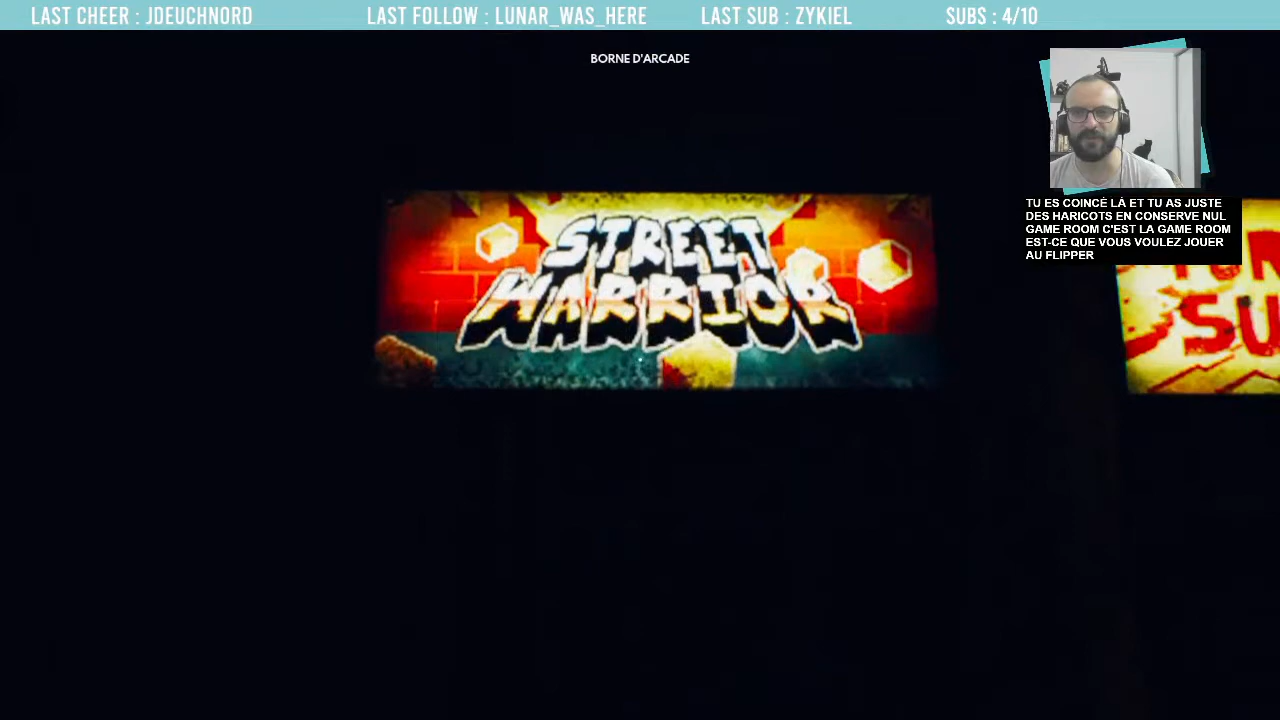 LAST CHEER : JDEUCHNORD
LAST FOLLOW : LUNAR_WAS_HERE
LAST SUB : ZYKIEL
SUBS : 4/10
BORNE D'ARCADE
STREET
WARRIOR
TU ES COINCÉ LÀ ET TU AS JUSTE
DES HARICOTS EN CONSERVE NUL
GAME ROOM C'EST LA GAME ROOM
EST-CE QUE VOUS VOULEZ JOUER
AU FLIPPER
SU